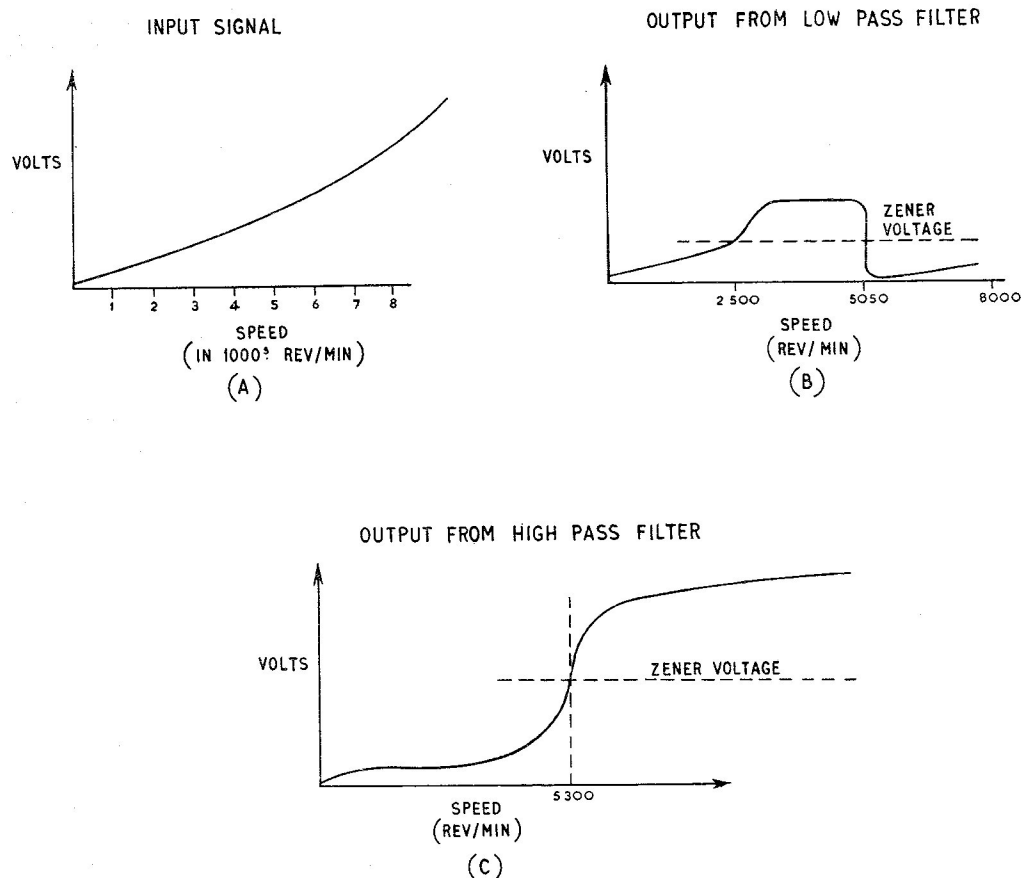 INPUT SIGNAL
VOLTS
1 2 3 4 5 6 7 8
SPEED
(IN 1000ˢ REV/MIN)
(A)
OUTPUT FROM LOW PASS FILTER
VOLTS
ZENER
VOLTAGE
2500 5050 8000
SPEED
(REV/MIN)
(B)
OUTPUT FROM HIGH PASS FILTER
VOLTS
ZENER VOLTAGE
5300
SPEED
(REV/MIN)
(C)